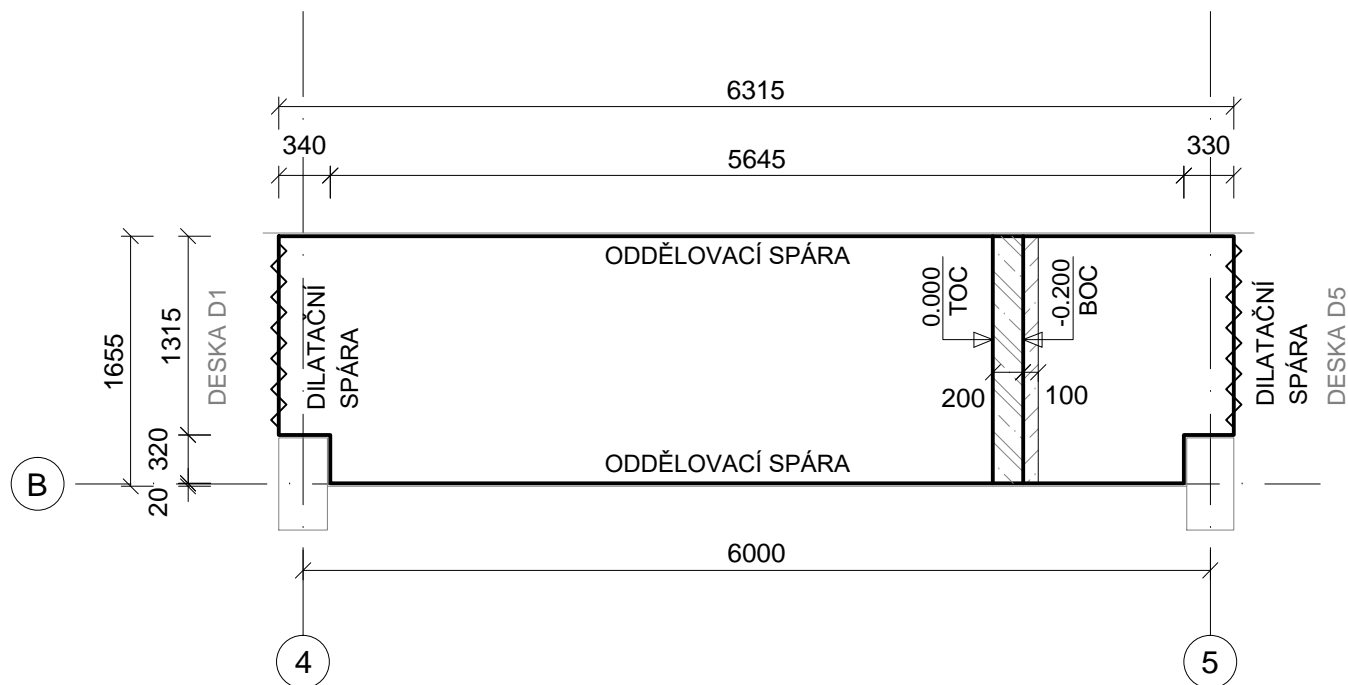 6315
340
5645
330
ODDĚLOVACÍ SPÁRA
0.000
TOC
-0.200
BOC
1655
1315
DESKA D1
DILATAČNÍ
SPÁRA
DILATAČNÍ
SPÁRA
DESKA D5
200
100
320
20
ODDĚLOVACÍ SPÁRA
B
6000
4
5